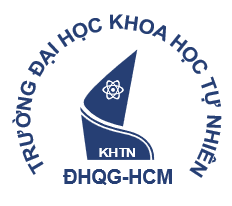 TRƯỜNG ĐẠI HỌC KHOA HỌC TỰ NHIÊN
KHTN
ĐHQG-HCM